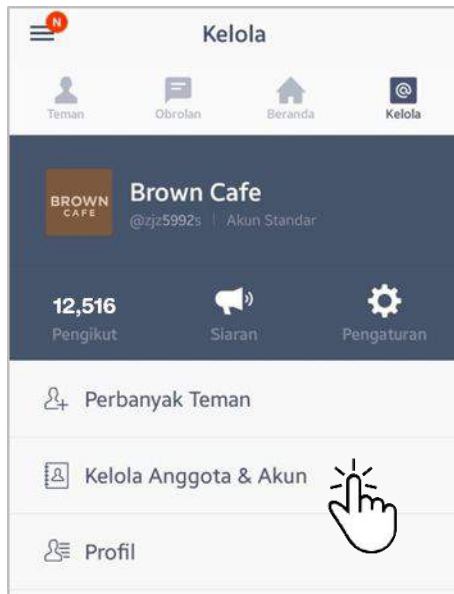 N
Kelola
Teman Obrolan Beranda Kelola
BROWN
CAFE
Brown Cafe
@zjz5992s | Akun Standar
12,516
Pengikut Siaran Pengaturan
Perbanyak Teman
Kelola Anggota & Akun
Profil